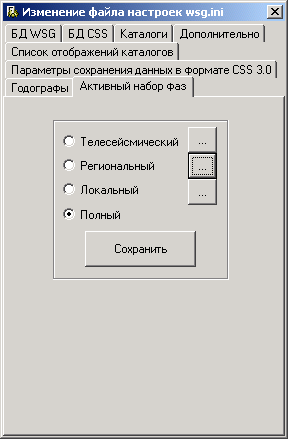 Изменение файла настроек wsg.ini
БД WSG БД CSS Каталоги Дополнительно
Список отображений каталогов
Параметры сохранения данных в формате CSS 3.0
Годографы Активный набор фаз
Телесейсмический ...
Региональный ...
Локальный ...
Полный
Сохранить